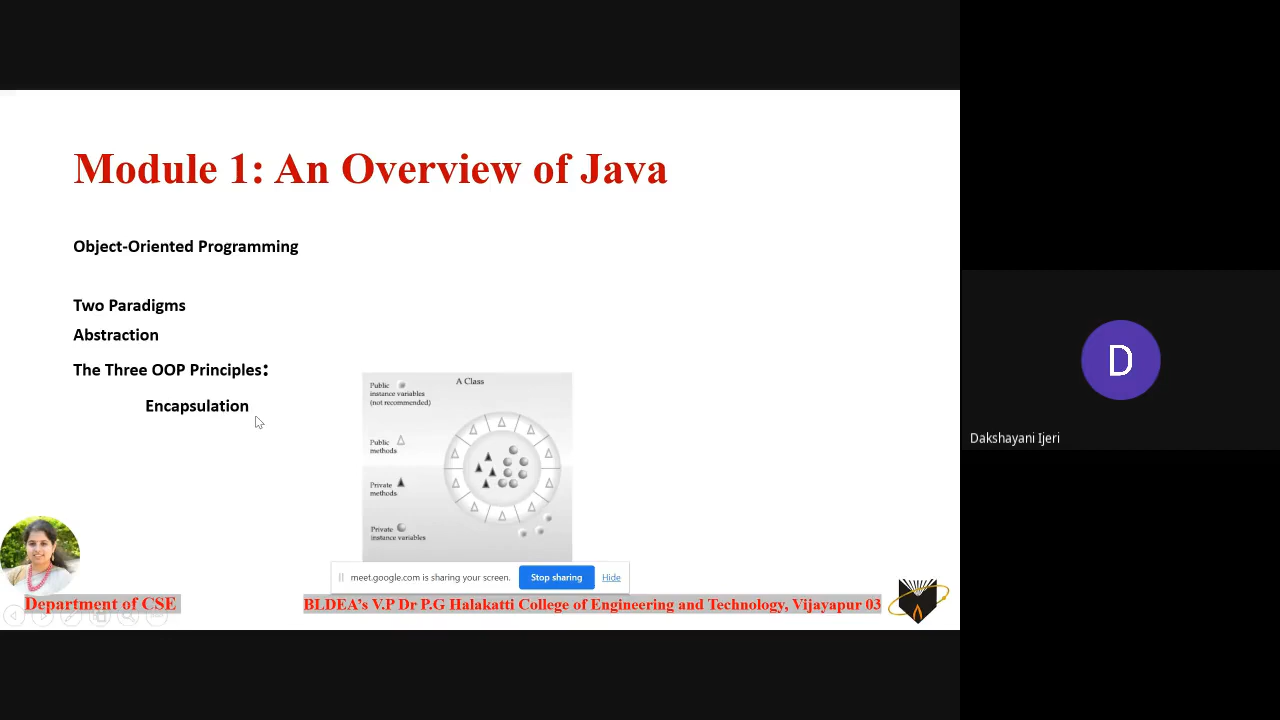 Module 1: An Overview of Java
Object-Oriented Programming
Two Paradigms
Abstraction
The Three OOP Principles:
Encapsulation
A Class
Public
instance variables
(not recommended)
Public
methods
Private
methods
Private
instance variables
meet.google.com is sharing your screen.
Stop sharing
Hide
Department of CSE
BLDEA’s V.P Dr P.G Halakatti College of Engineering and Technology, Vijayapur 03
D
Dakshayani Ijeri